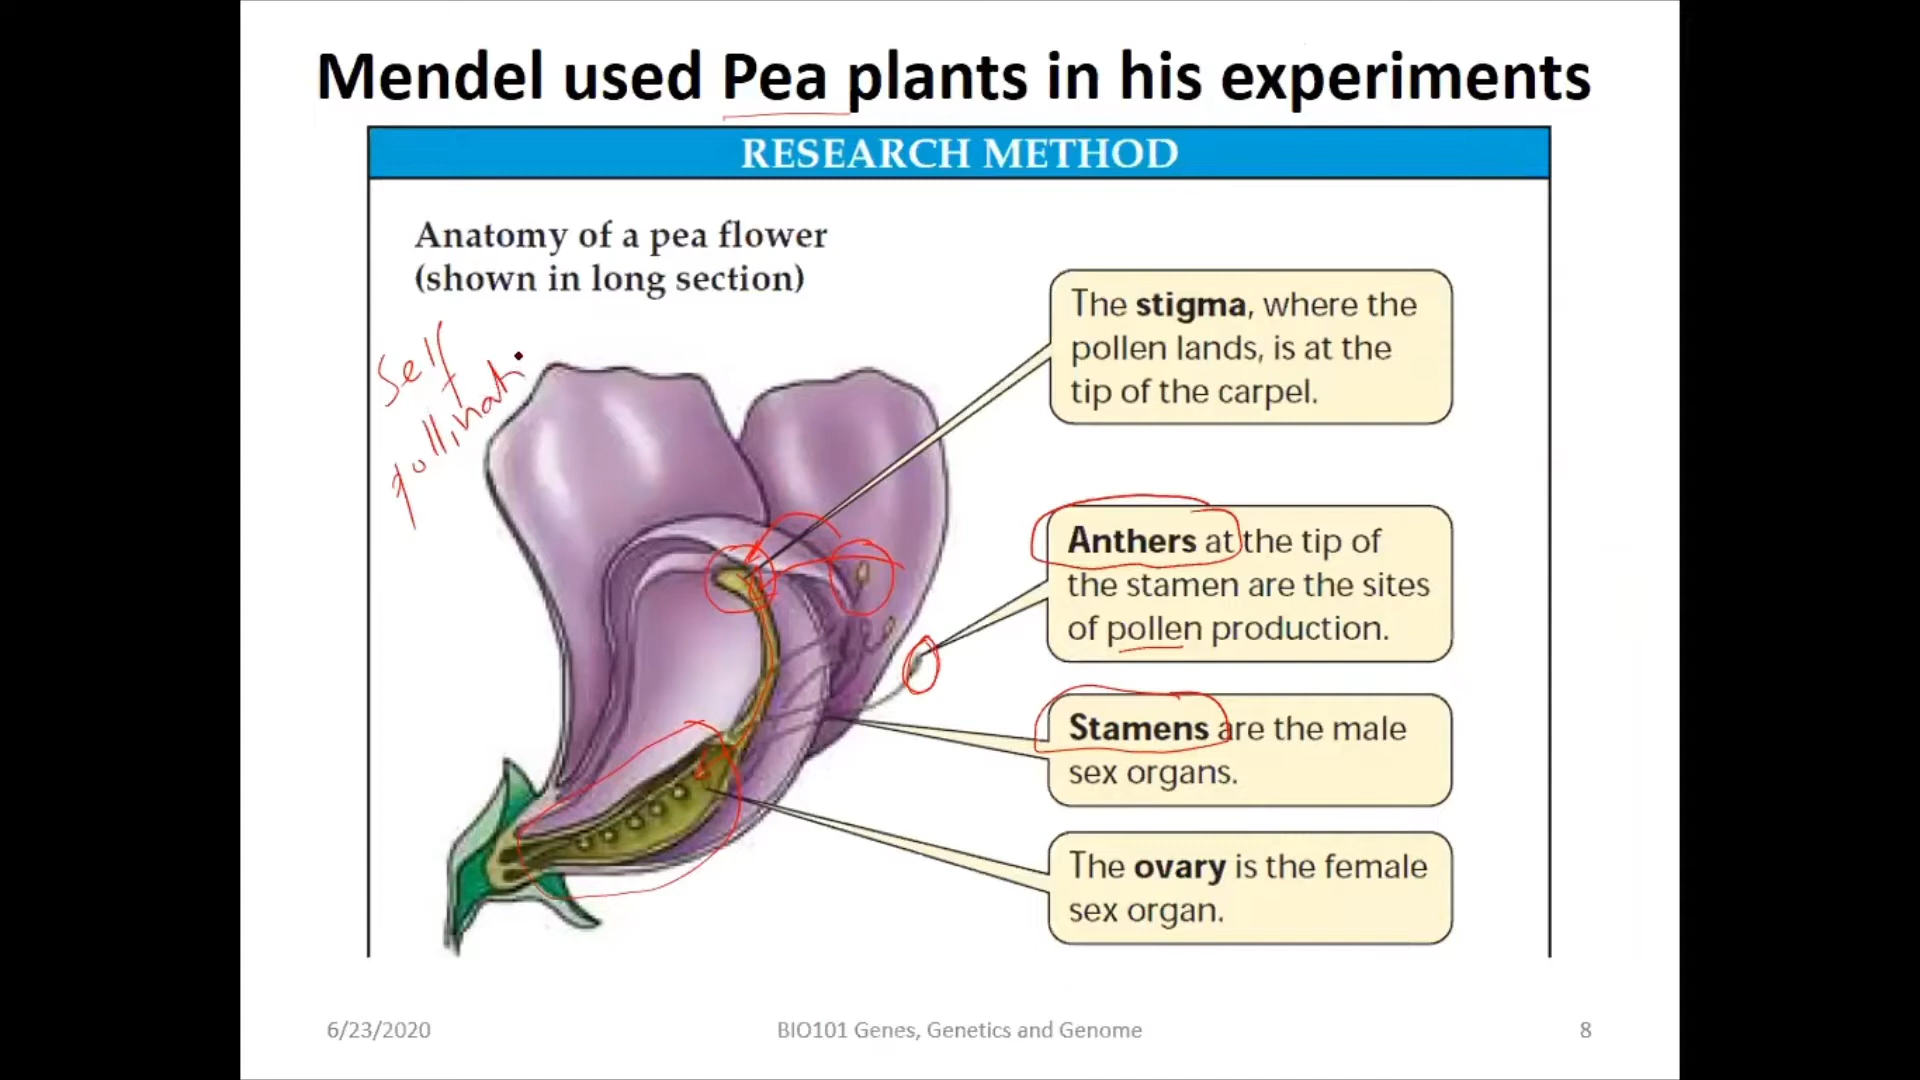 Mendel used Pea plants in his experiments
RESEARCH METHOD
Anatomy of a pea flower
(shown in long section)
Self
pollinati
The stigma, where the
pollen lands, is at the
tip of the carpel.
Anthers at the tip of
the stamen are the sites
of pollen production.
Stamens are the male
sex organs.
The ovary is the female
sex organ.
6/23/2020
BIO101 Genes, Genetics and Genome
8